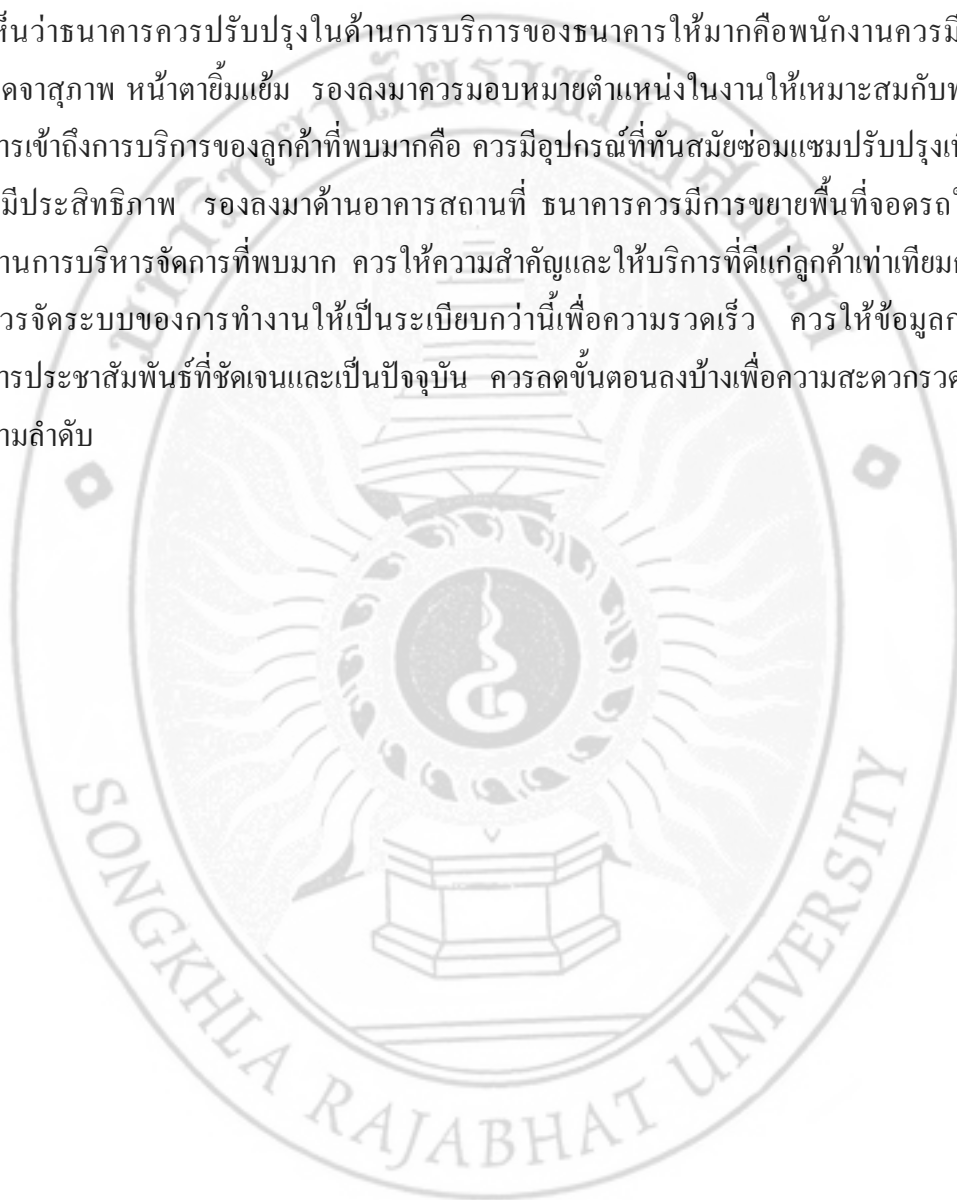 ห็นว่าธนาคารควรปรับปรุงในด้านการบริการของธนาคารให้มากคือพนักงานควรมี
ดจาสุภาพ หน้าตายิ้มแย้ม รองลงมาควรมอบหมายตำแหน่งในงานให้เหมาะสมกับ
ารเข้าถึงการบริการของลูกค้าที่พบมากคือ ควรมีอุปกรณ์ที่ทันสมัยซ่อมแซมปรับปรุง
มีประสิทธิภาพ รองลงมาด้านอาคารสถานที่ ธนาคารควรมีการขยายพื้นที่จอดรถ
านการบริหารจัดการที่พบมาก ควรให้ความสำคัญและให้บริการที่ดีแก่ลูกค้าเท่าเทียม
วรจัดระบบของการทำงานให้เป็นระเบียบกว่านี้เพื่อความรวดเร็ว ควรให้ข้อมูล
ารประชาสัมพันธ์ที่ชัดเจนและเป็นปัจจุบัน ควรลดขั้นตอนลงบ้างเพื่อความสะดวกรวด
ามลำดับ
มหาวิทยาลัยราชภัฏสงขลา
SONGKHLA RAJABHAT UNIVERSITY